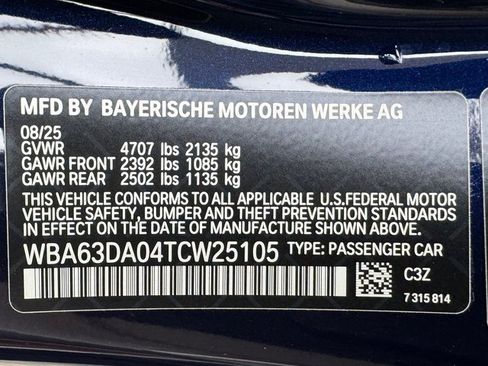 MFD BY BAYERISCHE MOTOREN WERKE AG
08/25
GVWR 4707 lbs 2135 kg
GAWR FRONT 2392 lbs 1085 kg
GAWR REAR 2502 lbs 1135 kg
THIS VEHICLE CONFORMS TO ALL APPLICABLE U.S.FEDERAL MOTOR
VEHICLE SAFETY, BUMPER AND THEFT PREVENTION STANDARDS
IN EFFECT ON THE DATE OF MANUFACTURE SHOWN ABOVE.
WBA63DA04TCW25105 TYPE: PASSENGER CAR
C3Z
7 315 814